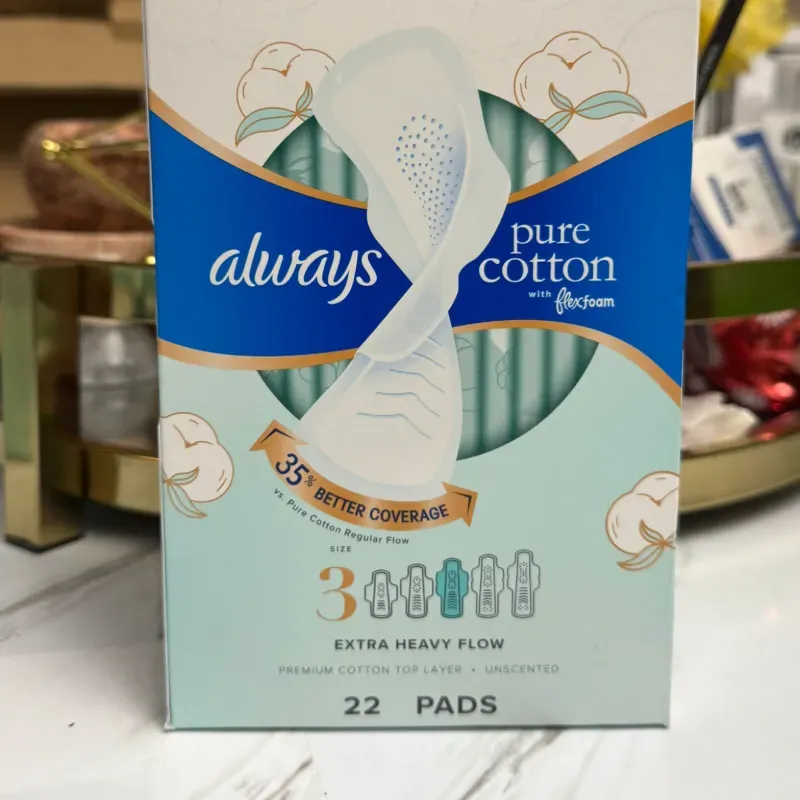 always
pure
cotton
with flexfoam
35% BETTER COVERAGE
vs. Pure Cotton Regular Flow
SIZE
3
EXTRA HEAVY FLOW
PREMIUM COTTON TOP LAYER • UNSCENTED
22 PADS